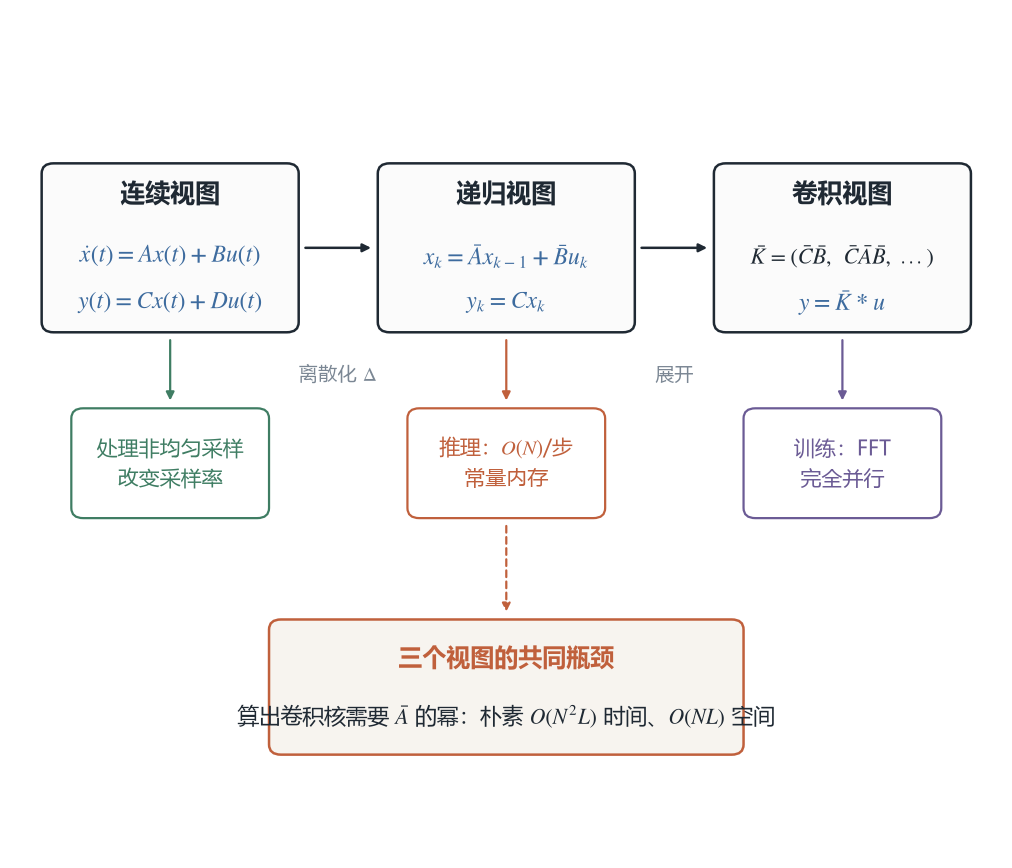 连续视图
ẋ(t) = Ax(t) + Bu(t)
y(t) = Cx(t) + Du(t)
递归视图
x_k = Āx_{k−1} + B̄u_k
y_k = Cx_k
卷积视图
K̄ = (C̄B̄, C̄ĀB̄, …)
y = K̄ * u
离散化 Δ
展开
处理非均匀采样
改变采样率
推理：O(N)/步
常量内存
训练：FFT
完全并行
三个视图的共同瓶颈
算出卷积核需要 Ā 的幂：朴素 O(N²L) 时间、O(NL) 空间